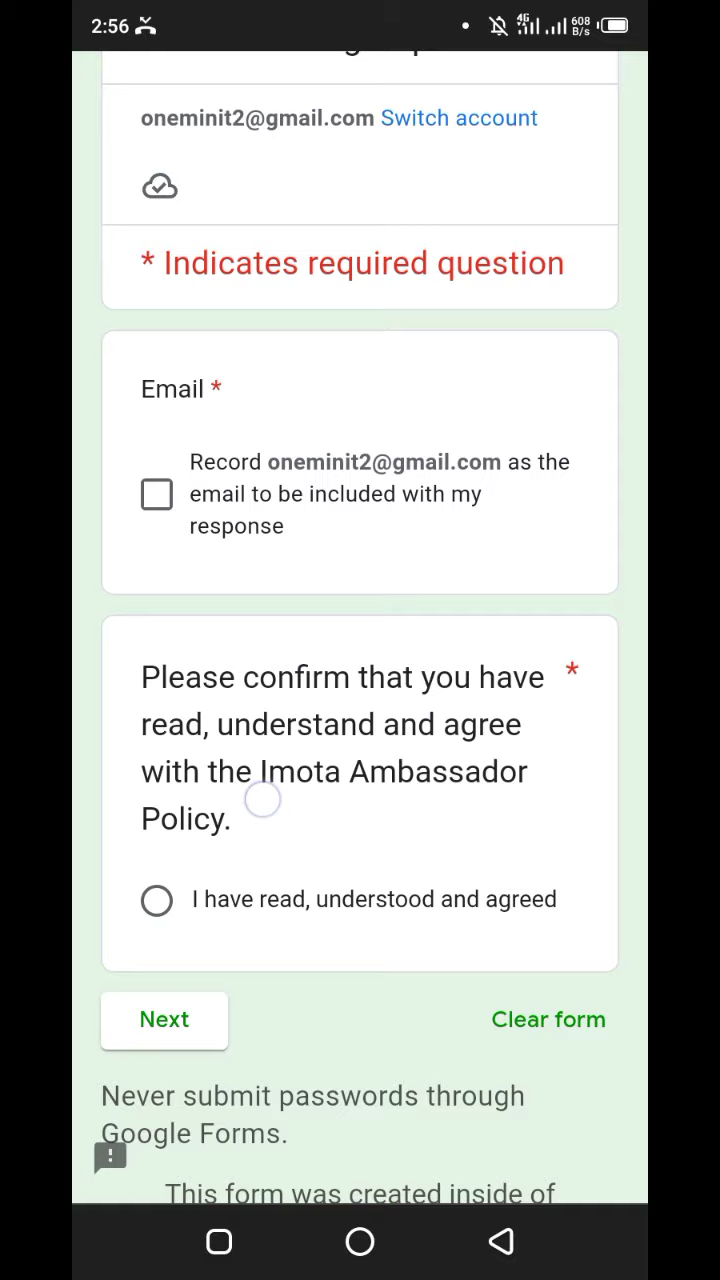 2:56
4G
608
B/s
oneminit2@gmail.com Switch account
* Indicates required question
Email *
Record oneminit2@gmail.com as the
email to be included with my
response
Please confirm that you have *
read, understand and agree
with the Imota Ambassador
Policy.
I have read, understood and agreed
Next
Clear form
Never submit passwords through
Google Forms.
This form was created inside of